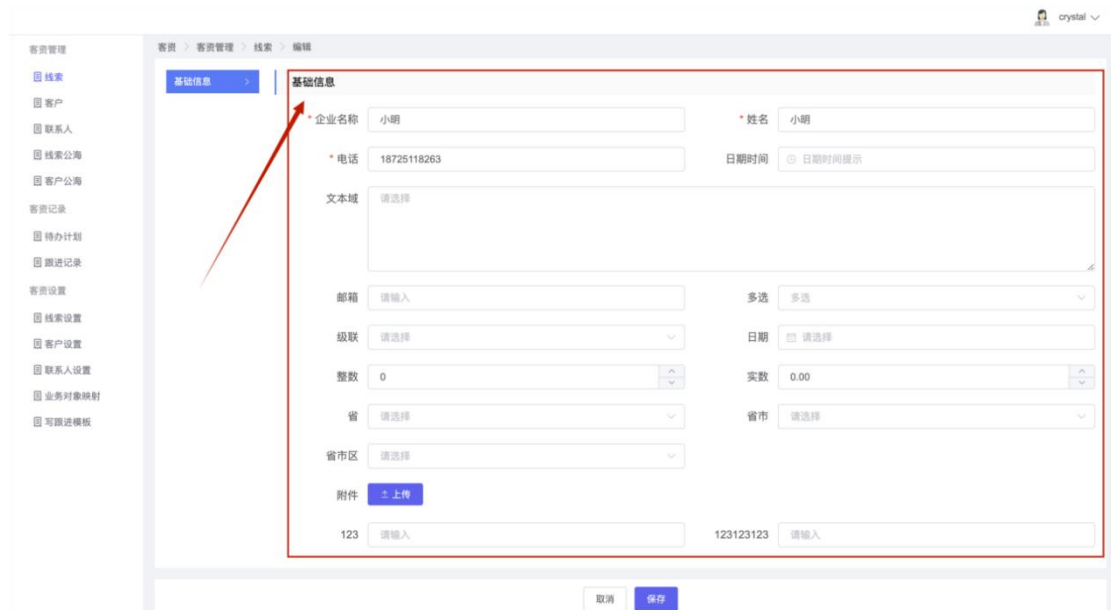 crystal
客资 > 客资管理 > 线索 > 编辑
客资管理
线索
客户
联系人
线索公海
客户公海
客资记录
待办计划
跟进记录
客资设置
线索设置
客户设置
联系人设置
业务对象映射
写跟进模板
基础信息 >
基础信息
* 企业名称 小明 * 姓名 小明
* 电话 18725118263 日期时间 日期时间提示
文本域 请选择
邮箱 请输入 多选 多选
级联 请选择 日期 请选择
整数 0 实数 0.00
省 请选择 省市 请选择
省市区 请选择
附件 上传
123 请输入 123123123 请输入
取消 保存